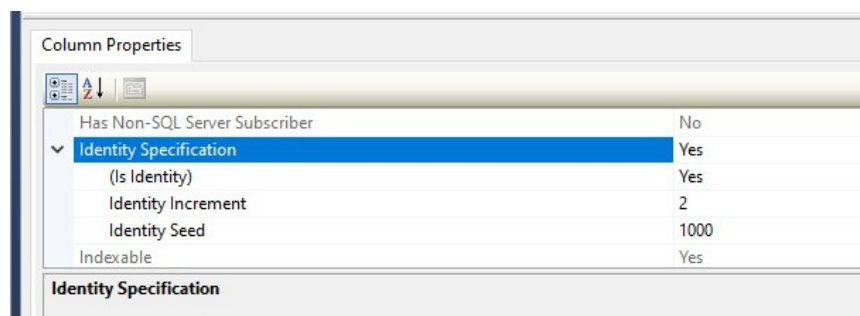 Column Properties
Has Non-SQL Server Subscriber No
Identity Specification Yes
(Is Identity) Yes
Identity Increment 2
Identity Seed 1000
Indexable Yes
Identity Specification